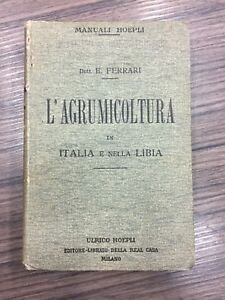 MANUALI HOEPLI
Dott. E. FERRARI
L'AGRUMICOLTURA
IN
ITALIA E NELLA LIBIA
ULRICO HOEPLI
EDITORE-LIBRAIO DELLA REAL CASA
MILANO